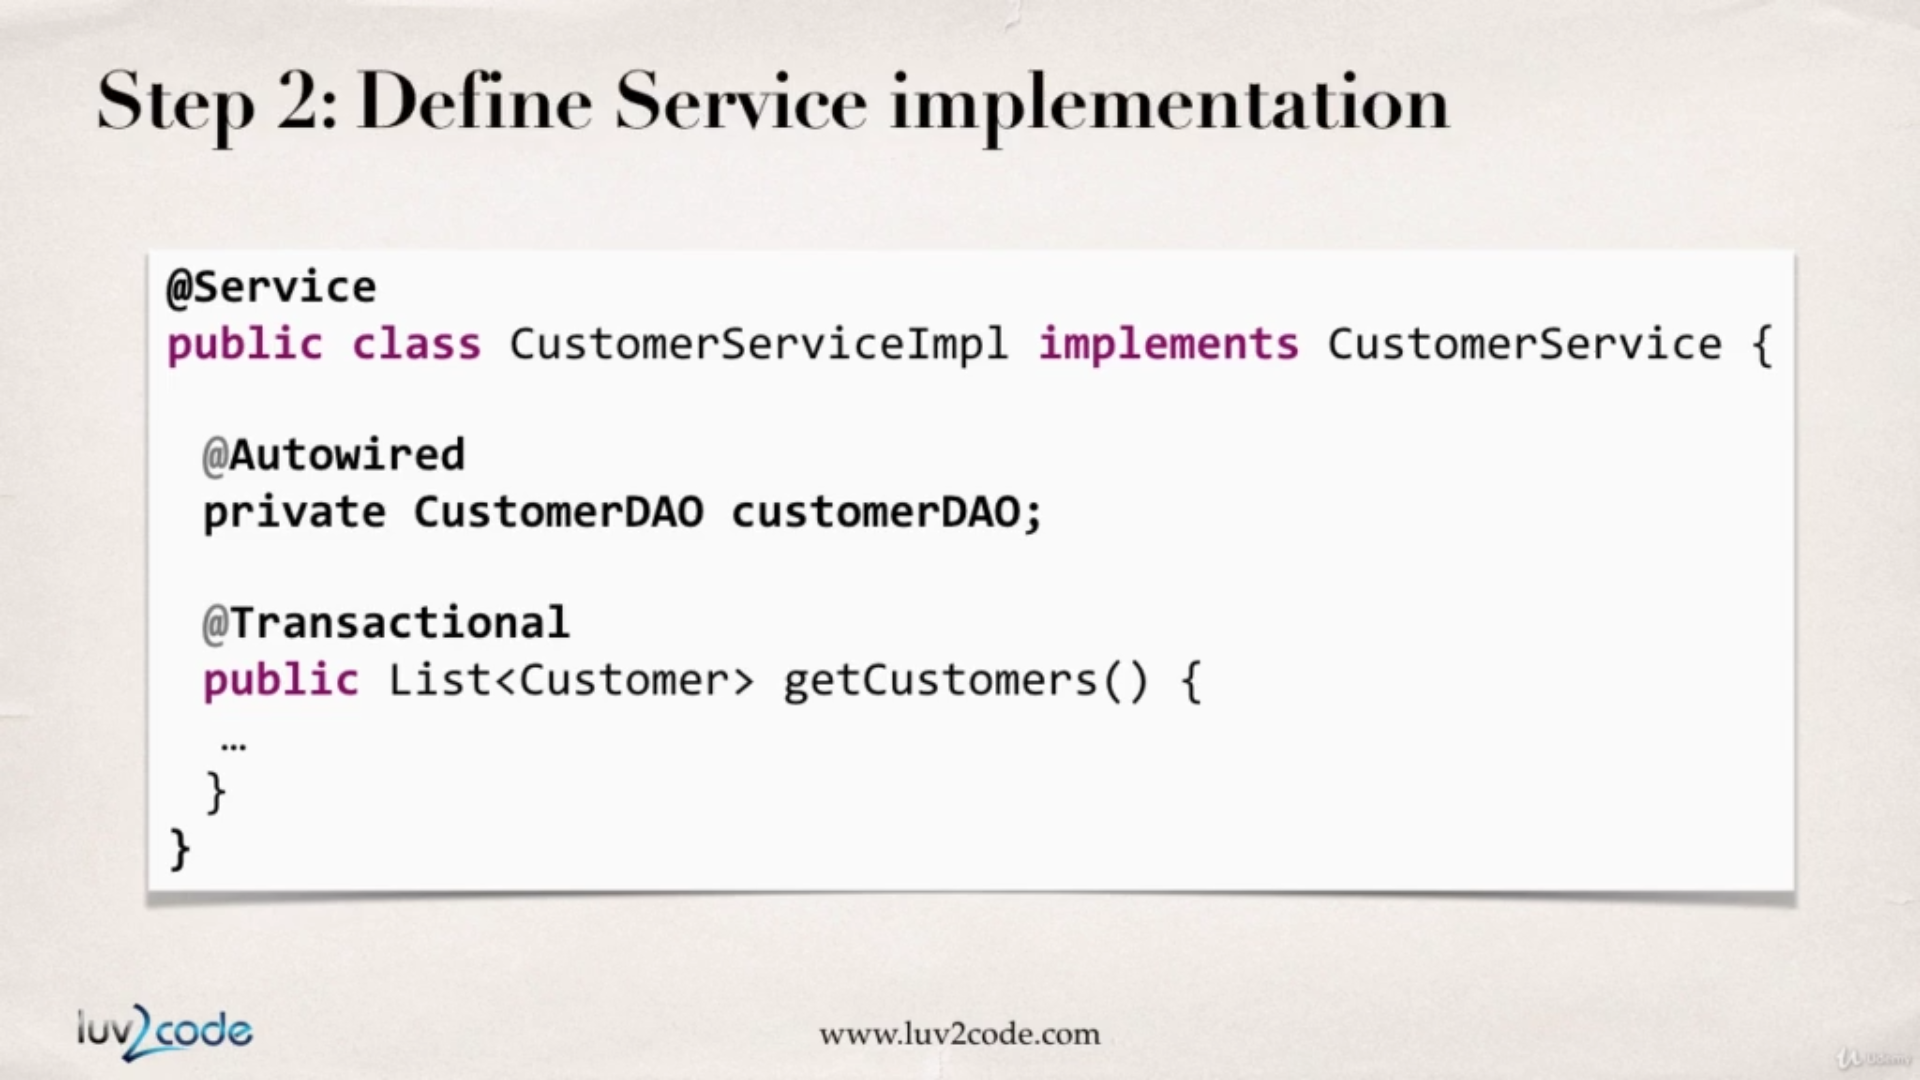 Step 2: Define Service implementation
@Service
public class CustomerServiceImpl implements CustomerService {
@Autowired
private CustomerDAO customerDAO;
@Transactional
public List<Customer> getCustomers() {
…
}
}
luv2code
www.luv2code.com
Udemy